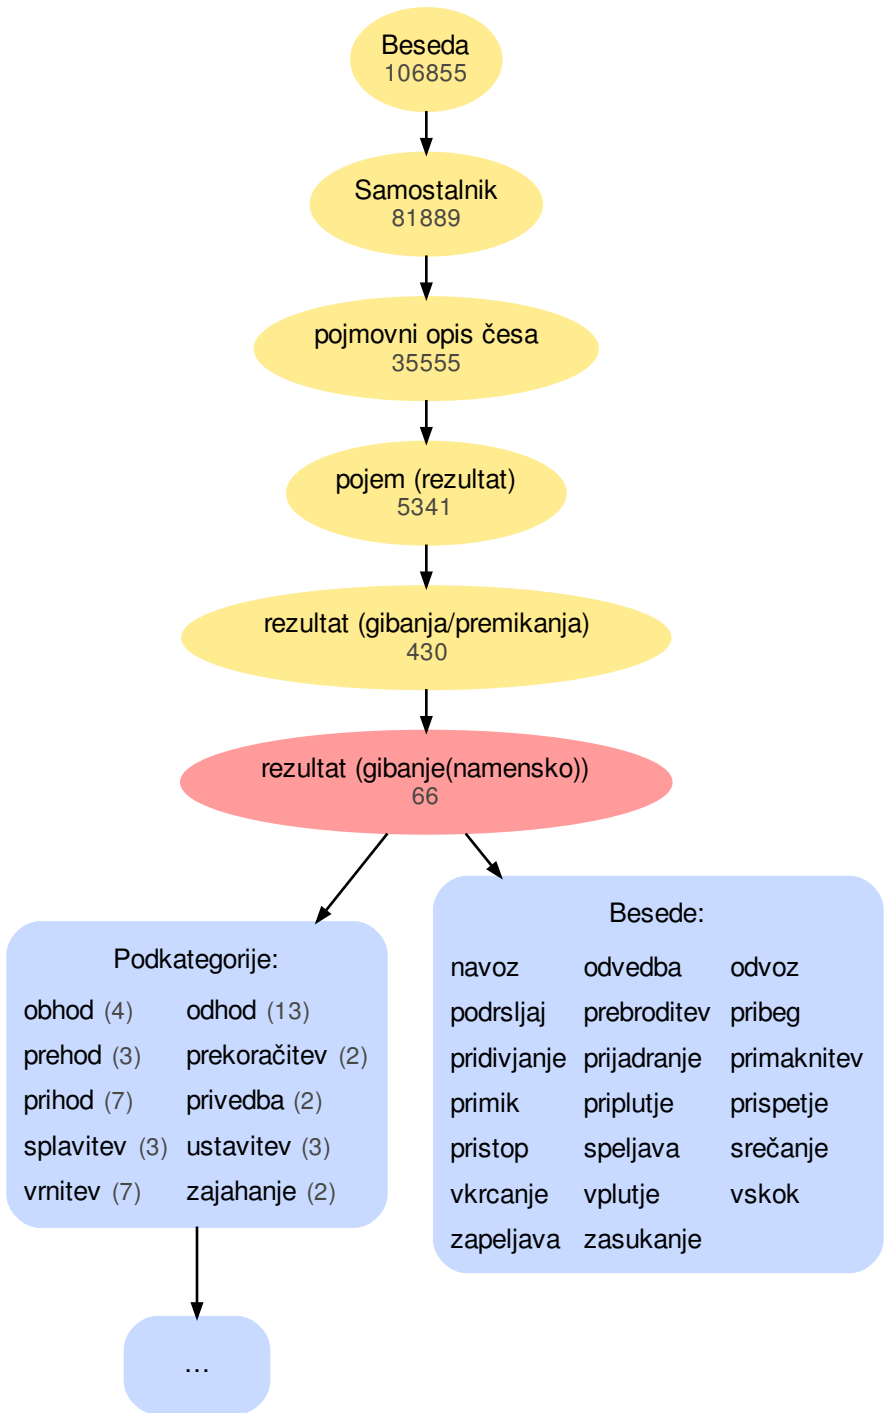 Beseda
106855
Samostalnik
81889
pojmovni opis česa
35555
pojem (rezultat)
5341
rezultat (gibanja/premikanja)
430
rezultat (gibanje(namensko))
66
Podkategorije:
obhod (4) odhod (13)
prehod (3) prekoračitev (2)
prihod (7) privedba (2)
splavitev (3) ustavitev (3)
vrnitev (7) zajahanje (2)
Besede:
navoz odvedba odvoz
podrsljaj prebroditev pribeg
pridivjanje prijadranje primaknitev
primik priplutje prispetje
pristop speljava srečanje
vkrcanje vplutje vskok
zapeljava zasukanje
...